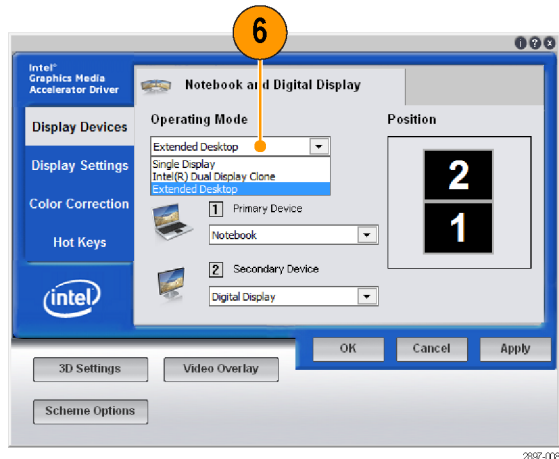 6
Intel®
Graphics Media
Accelerator Driver
Notebook and Digital Display
Display Devices
Display Settings
Color Correction
Hot Keys
intel
Operating Mode
Position
Extended Desktop
Single Display
Intel(R) Dual Display Clone
Extended Desktop
1 Primary Device
Notebook
2 Secondary Device
Digital Display
2
1
OK Cancel Apply
3D Settings Video Overlay
Scheme Options
2897-008